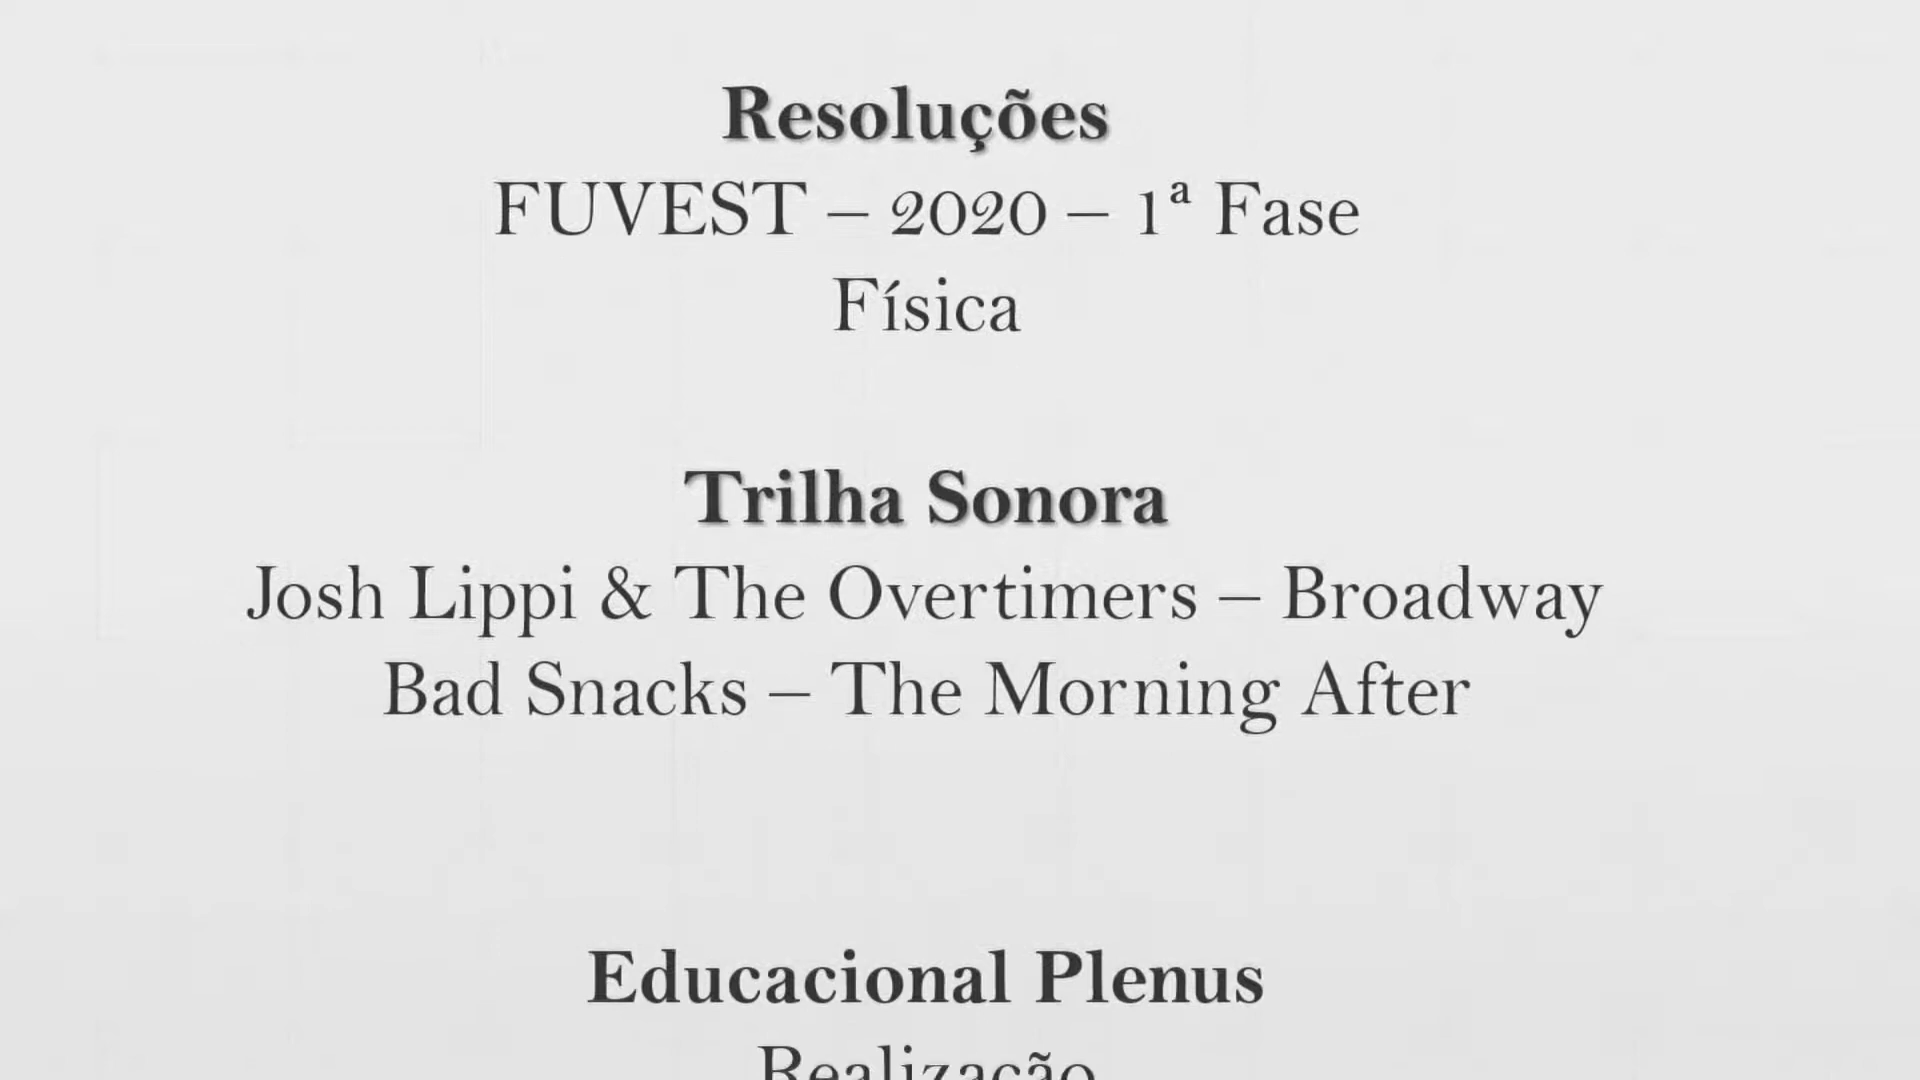 Resoluções
FUVEST – 2020 – 1ª Fase
Física
Trilha Sonora
Josh Lippi & The Overtimers – Broadway
Bad Snacks – The Morning After
Educacional Plenus
Realização